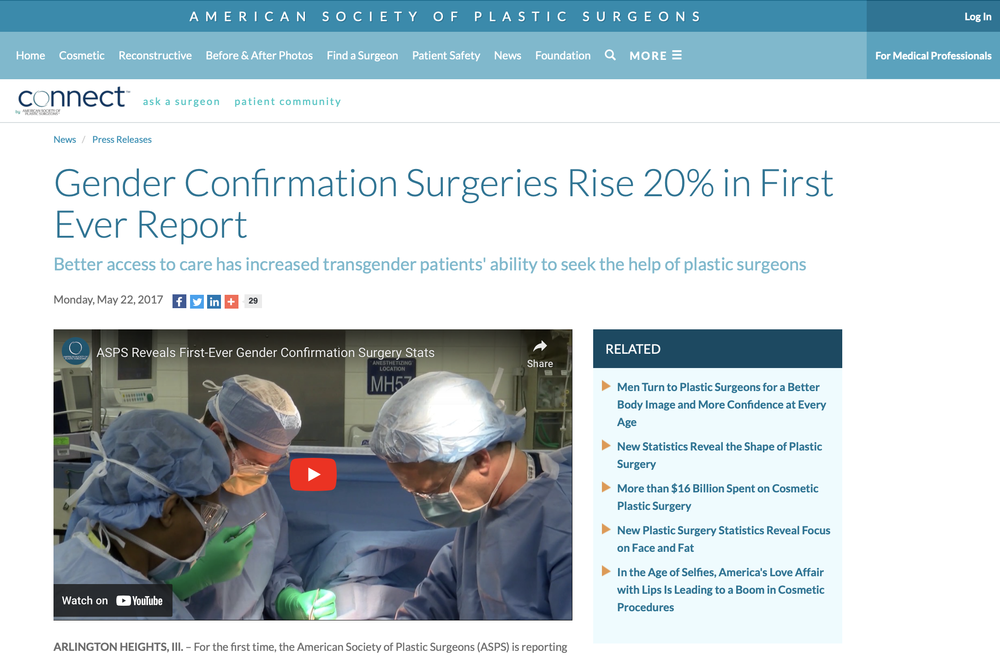 AMERICAN SOCIETY OF PLASTIC SURGEONS
Log In
Home Cosmetic Reconstructive Before & After Photos Find a Surgeon Patient Safety News Foundation MORE
For Medical Professionals
connect™
by AMERICAN SOCIETY OF
PLASTIC SURGEONS®
ask a surgeon patient community
News / Press Releases
Gender Confirmation Surgeries Rise 20% in First
Ever Report
Better access to care has increased transgender patients' ability to seek the help of plastic surgeons
Monday, May 22, 2017
29
AMERICAN SOCIETY OF
PLASTIC SURGEONS
ASPS Reveals First-Ever Gender Confirmation Surgery Stats
Share
ANESTHETIZING
LOCATION
MH57
Watch on YouTube
RELATED
Men Turn to Plastic Surgeons for a Better
Body Image and More Confidence at Every
Age
New Statistics Reveal the Shape of Plastic
Surgery
More than $16 Billion Spent on Cosmetic
Plastic Surgery
New Plastic Surgery Statistics Reveal Focus
on Face and Fat
In the Age of Selfies, America's Love Affair
with Lips Is Leading to a Boom in Cosmetic
Procedures
ARLINGTON HEIGHTS, Ill. – For the first time, the American Society of Plastic Surgeons (ASPS) is reporting